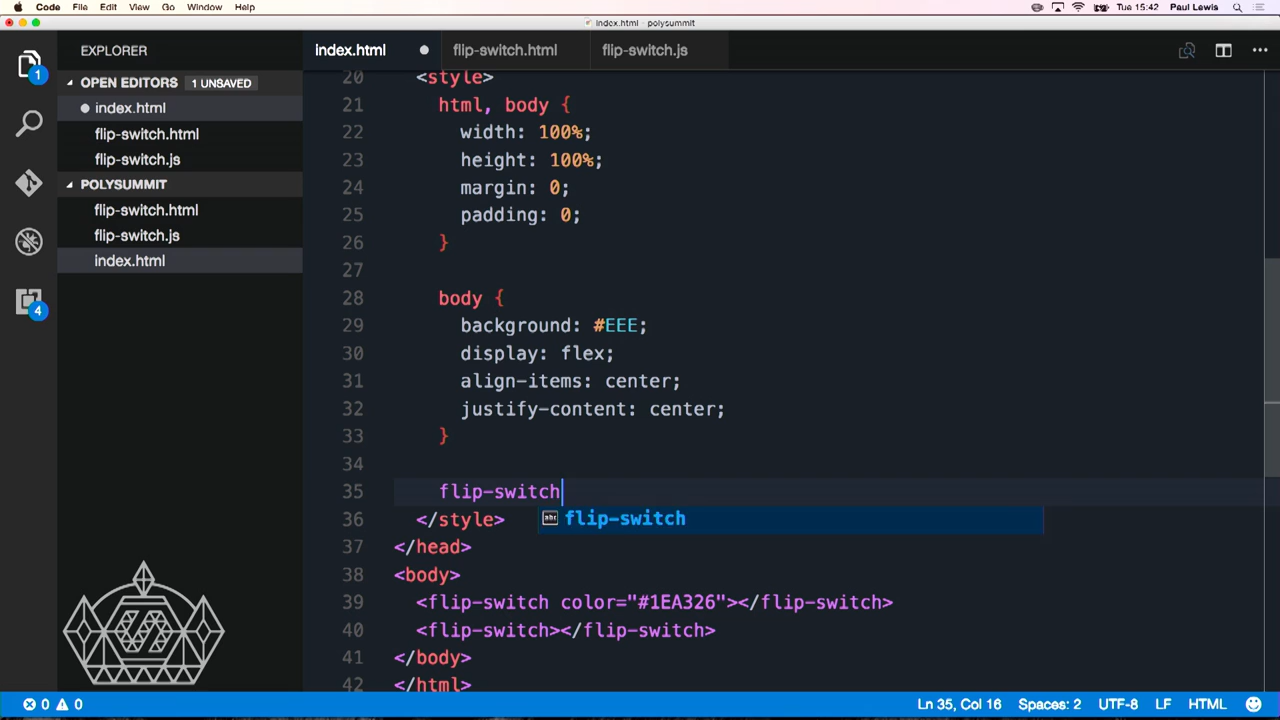 Code File Edit View Go Window Help
Tue 15:42 Paul Lewis
index.html - polysummit
EXPLORER
OPEN EDITORS 1 UNSAVED
index.html
flip-switch.html
flip-switch.js
POLYSUMMIT
flip-switch.html
flip-switch.js
index.html
1
4
index.html flip-switch.html flip-switch.js
20 <style>
21 html, body {
22 width: 100%;
23 height: 100%;
24 margin: 0;
25 padding: 0;
26 }
27
28 body {
29 background: #EEE;
30 display: flex;
31 align-items: center;
32 justify-content: center;
33 }
34
35 flip-switch
36 </style>
abc flip-switch
37 </head>
38 <body>
39 <flip-switch color="#1EA326"></flip-switch>
40 <flip-switch></flip-switch>
41 </body>
42 </html>
0 0 Ln 35, Col 16 Spaces: 2 UTF-8 LF HTML